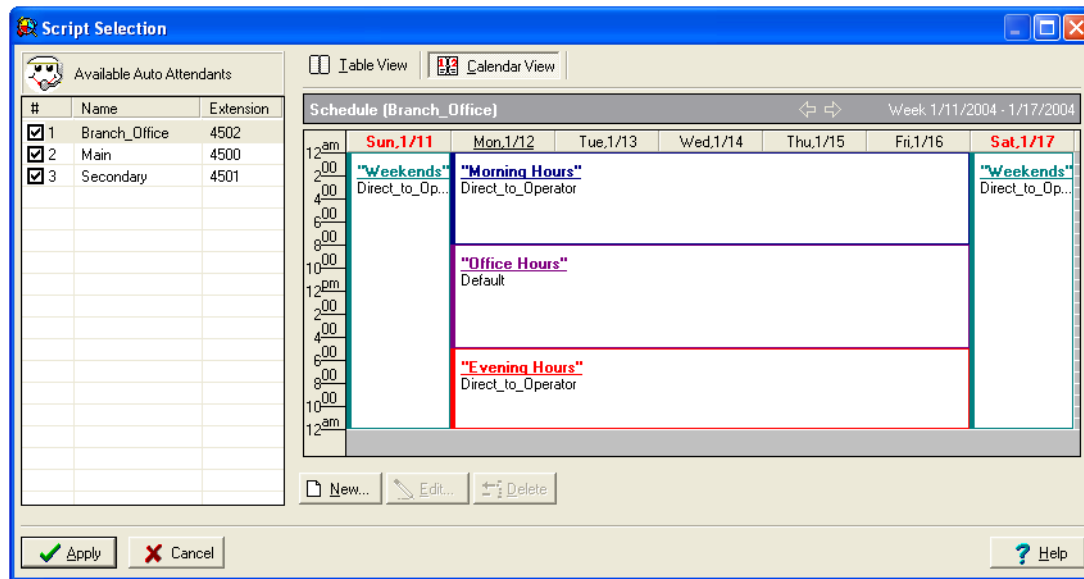 Script Selection
Available Auto Attendants
# Name Extension
1 Branch_Office 4502
2 Main 4500
3 Secondary 4501
Table View Calendar View
Schedule (Branch_Office) Week 1/11/2004 - 1/17/2004
Sun,1/11 Mon,1/12 Tue,1/13 Wed,1/14 Thu,1/15 Fri,1/16 Sat,1/17
12am
200
400
600
800
1000
12pm
200
400
600
800
1000
12am
"Weekends"
Direct_to_Op...
"Morning Hours"
Direct_to_Operator
"Office Hours"
Default
"Evening Hours"
Direct_to_Operator
"Weekends"
Direct_to_Op...
New... Edit... Delete
Apply Cancel Help